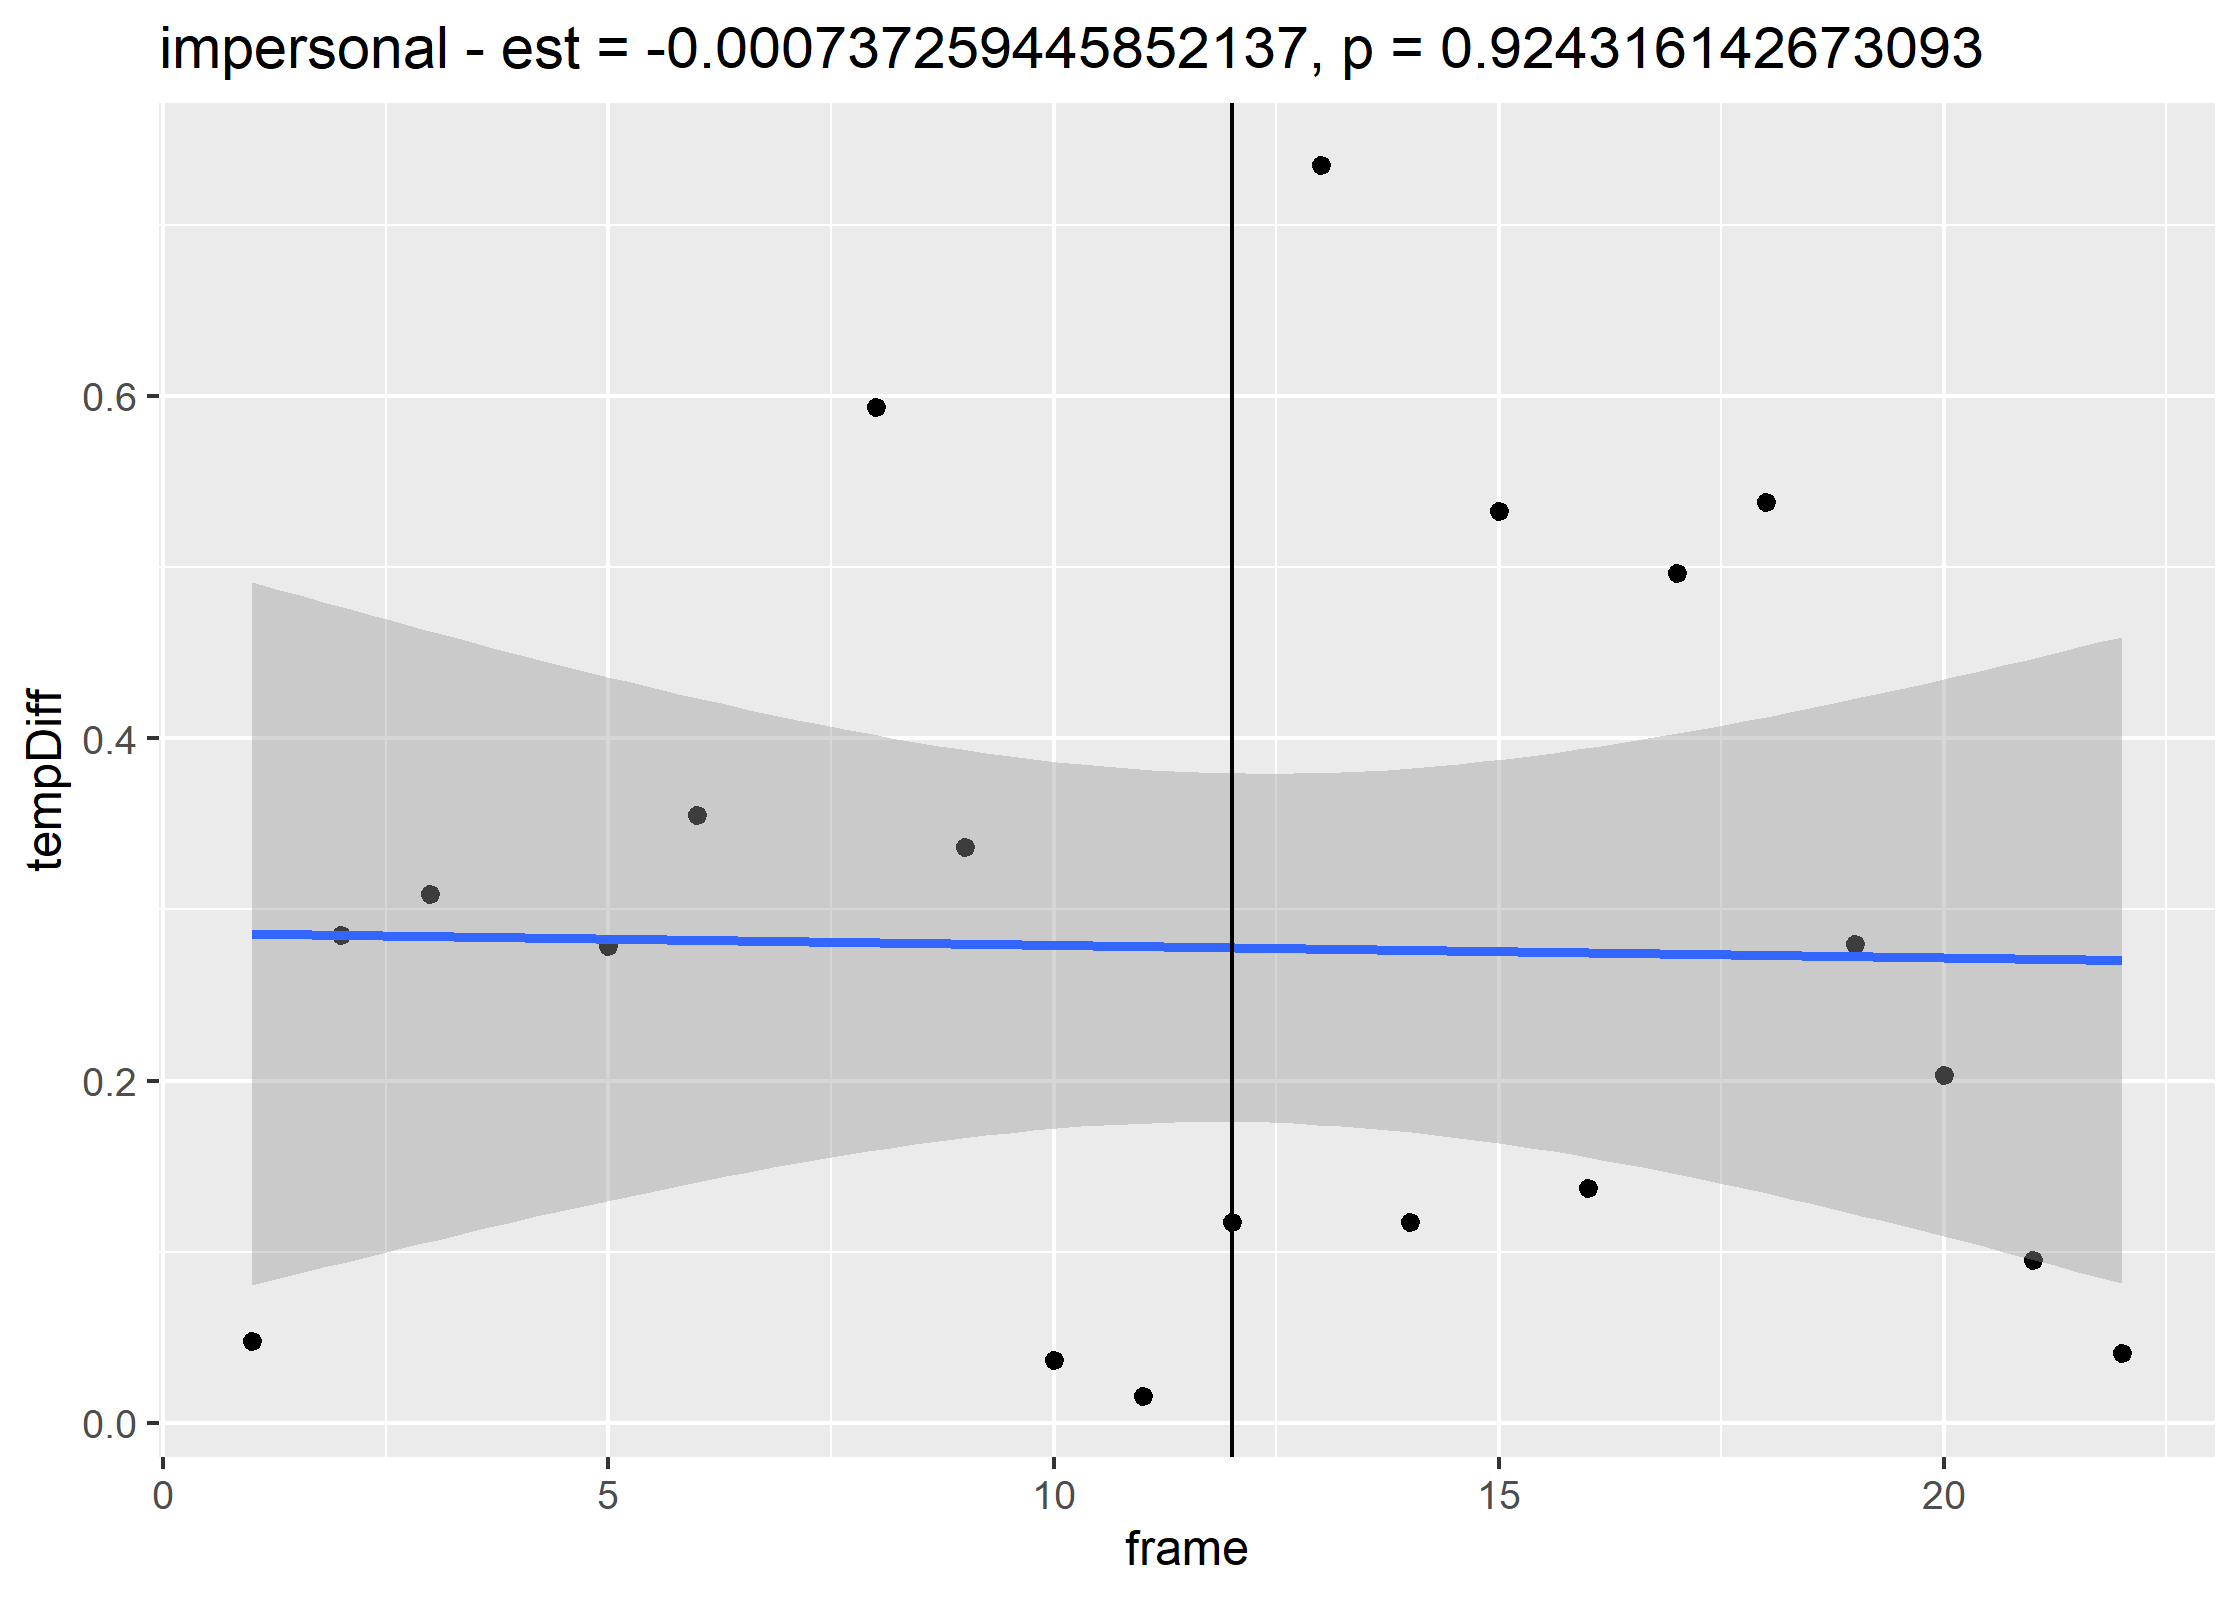 impersonal - est = -0.000737259445852137, p = 0.924316142673093
0.6
0.4
0.2
0.0
tempDiff
0 5 10 15 20
frame